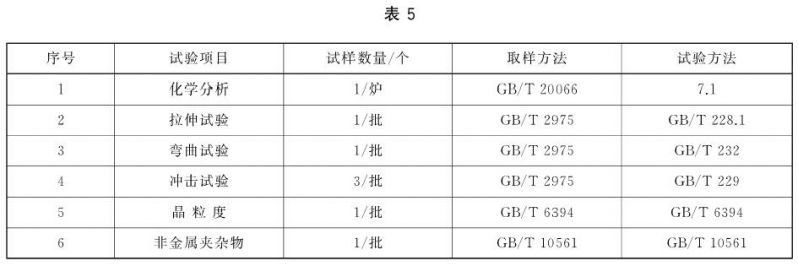 表 5
序号 试验项目 试样数量/个 取样方法 试验方法
1 化学分析 1/炉 GB/T 20066 7.1
2 拉伸试验 1/批 GB/T 2975 GB/T 228.1
3 弯曲试验 1/批 GB/T 2975 GB/T 232
4 冲击试验 3/批 GB/T 2975 GB/T 229
5 晶粒度 1/批 GB/T 6394 GB/T 6394
6 非金属夹杂物 1/批 GB/T 10561 GB/T 10561